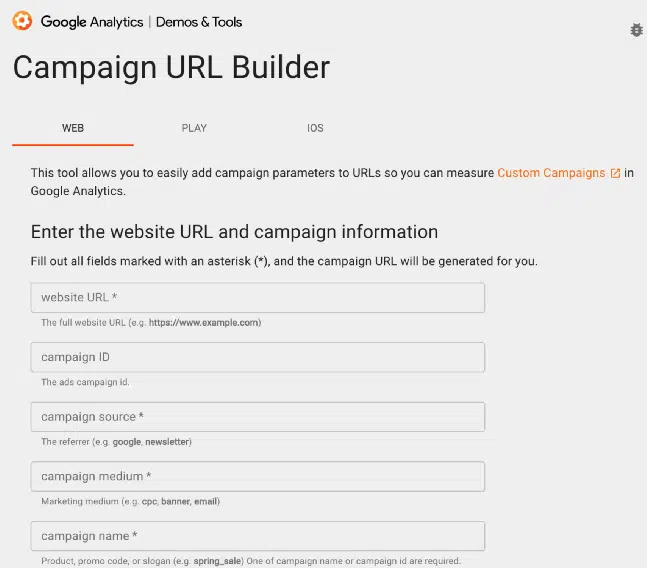 Google Analytics | Demos & Tools
Campaign URL Builder
WEB PLAY IOS
This tool allows you to easily add campaign parameters to URLs so you can measure Custom Campaigns in
Google Analytics.
Enter the website URL and campaign information
Fill out all fields marked with an asterisk (*), and the campaign URL will be generated for you.
website URL *
The full website URL (e.g. https://www.example.com)
campaign ID
The ads campaign id.
campaign source *
The referrer (e.g. google, newsletter)
campaign medium *
Marketing medium (e.g. cpc, banner, email)
campaign name *
Product, promo code, or slogan (e.g. spring_sale) One of campaign name or campaign id are required.